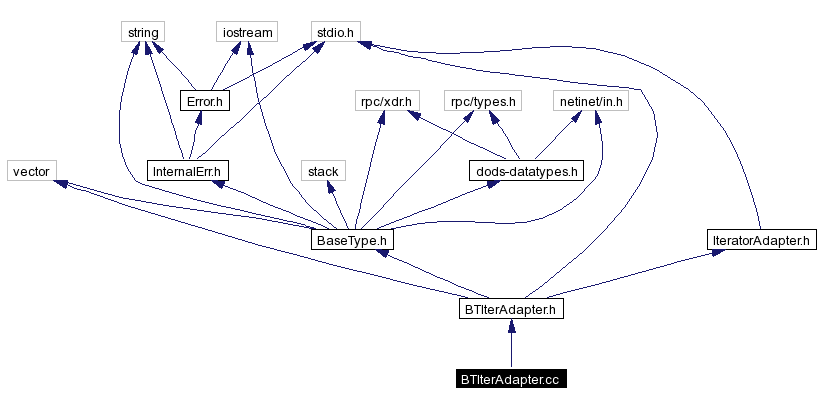 string
iostream
stdio.h
Error.h
rpc/xdr.h
rpc/types.h
netinet/in.h
vector
InternalErr.h
stack
dods-datatypes.h
BaseType.h
IteratorAdapter.h
BTIterAdapter.h
BTIterAdapter.cc